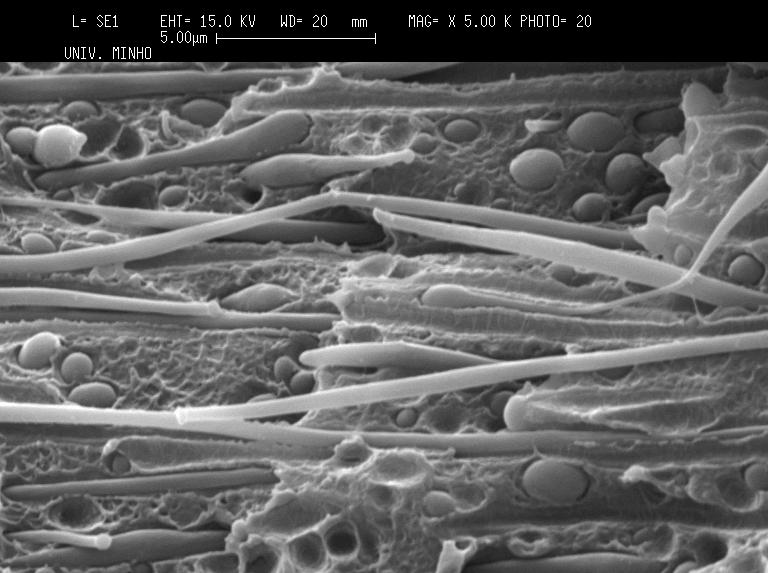 L= SE1 EHT= 15.0 KV WD= 20 mm MAG= X 5.00 K PHOTO= 20
5.00µm
UNIV. MINHO